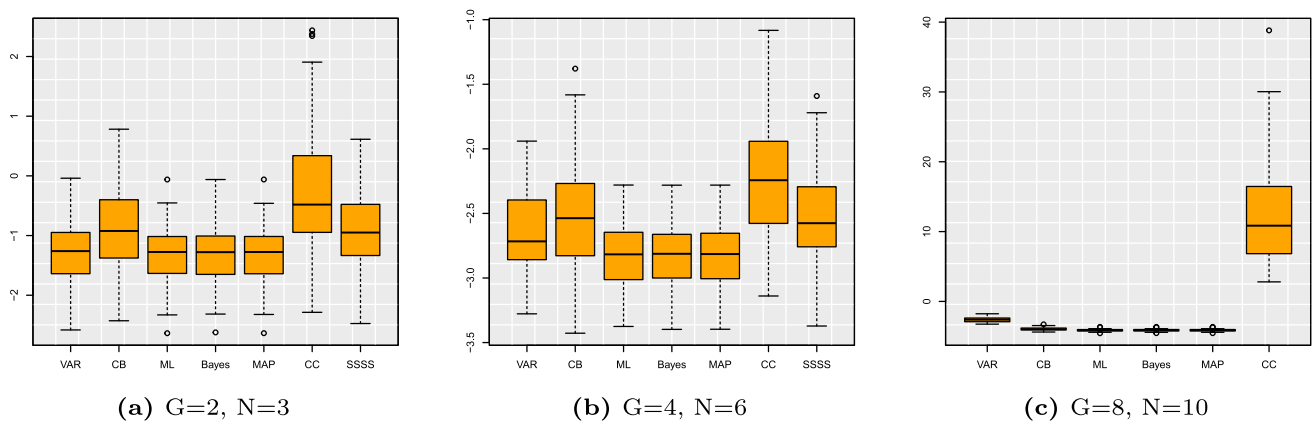 2
1
0
−1
−2
VAR CB ML Bayes MAP CC SSSS
(a) G=2, N=3
−1.0
−1.5
−2.0
−2.5
−3.0
−3.5
VAR CB ML Bayes MAP CC SSSS
(b) G=4, N=6
40
30
20
10
0
VAR CB ML Bayes MAP CC
(c) G=8, N=10